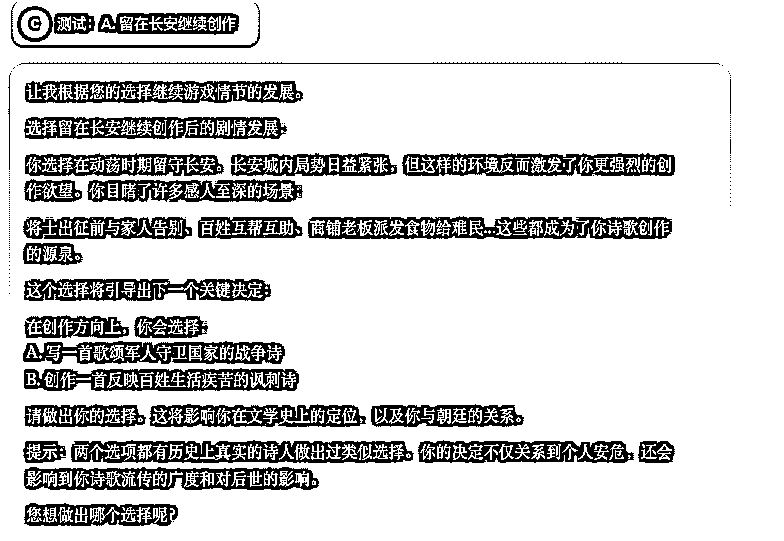 C 测试：A. 留在长安继续创作
让我根据您的选择继续游戏情节的发展。
选择留在长安继续创作后的剧情发展：
你选择在动荡时期留守长安。长安城内局势日益紧张，但这样的环境反而激发了你更强烈的创
作欲望。你目睹了许多感人至深的场景：
将士出征前与家人告别、百姓互帮互助、商铺老板派发食物给难民...这些都成为了你诗歌创作
的源泉。
这个选择将引导出下一个关键决定：
在创作方向上，你会选择：
A. 写一首歌颂军人守卫国家的战争诗
B. 创作一首反映百姓生活疾苦的讽刺诗
请做出你的选择。这将影响你在文学史上的定位，以及你与朝廷的关系。
提示：两个选项都有历史上真实的诗人做出过类似选择。你的决定不仅关系到个人安危，还会
影响到你诗歌流传的广度和对后世的影响。
您想做出哪个选择呢？